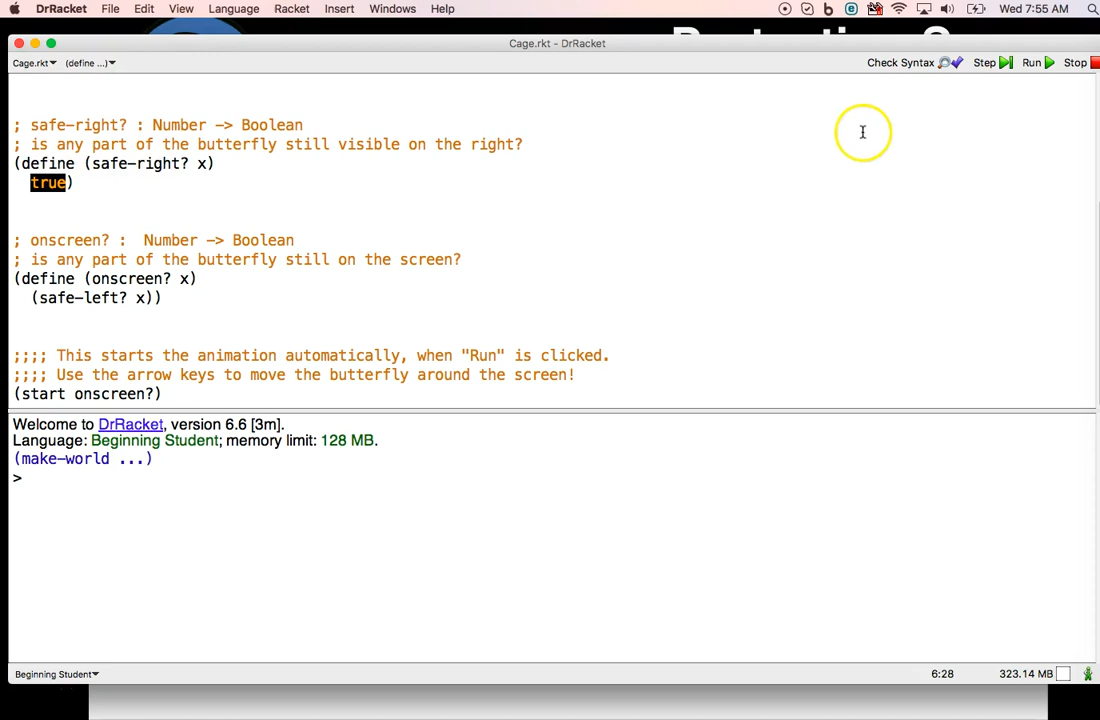 DrRacket File Edit View Language Racket Insert Windows Help Wed 7:55 AM
Cage.rkt - DrRacket
Cage.rkt (define ...) Check Syntax Step Run Stop
; safe-right? : Number -> Boolean
; is any part of the butterfly still visible on the right?
(define (safe-right? x)
true)
; onscreen? : Number -> Boolean
; is any part of the butterfly still on the screen?
(define (onscreen? x)
(safe-left? x))
;;;; This starts the animation automatically, when "Run" is clicked.
;;;; Use the arrow keys to move the butterfly around the screen!
(start onscreen?)
Welcome to DrRacket, version 6.6 [3m].
Language: Beginning Student; memory limit: 128 MB.
(make-world ...)
>
Beginning Student 6:28 323.14 MB